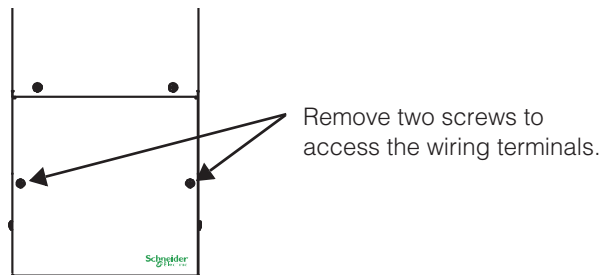 Remove two screws to
access the wiring terminals.
Schneider